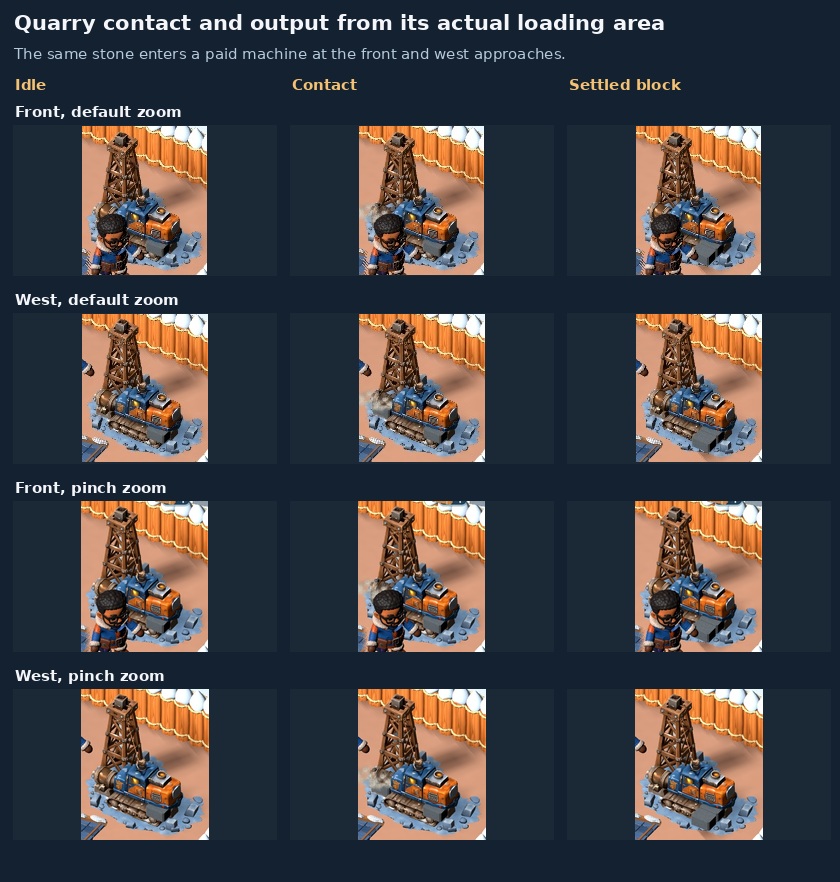 Quarry contact and output from its actual loading area
The same stone enters a paid machine at the front and west approaches.
Idle Contact Settled block
Front, default zoom
West, default zoom
Front, pinch zoom
West, pinch zoom